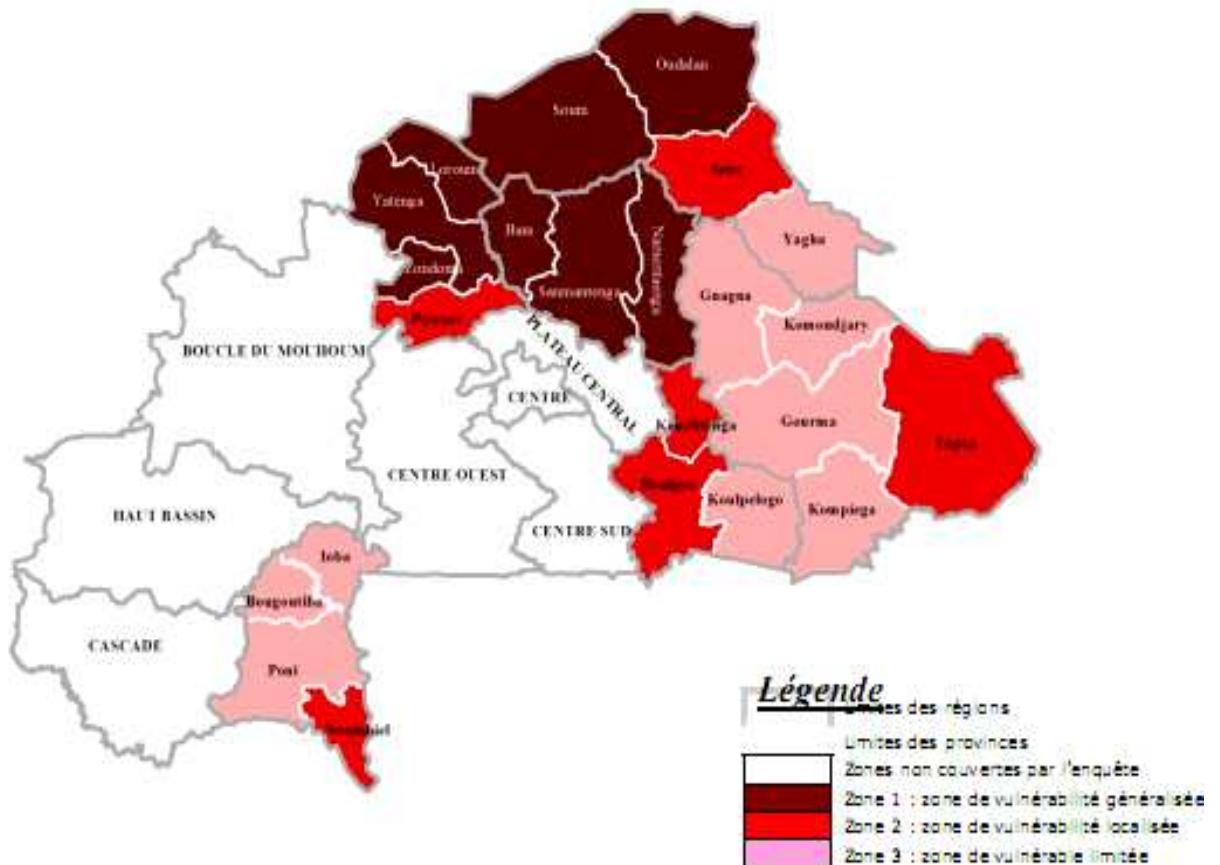 Oudalan
Soum
Seno
Loroum
Yatenga
Bam
Namentenga
Yagha
Zondoma
Sanmatenga
Gnagna
Komondjary
PLATEAU CENTRAL
BOUCLE DU MOUHOUM
CENTRE
Gourma
CENTRE OUEST
Koulpelogo
Kompiega
HAUT BASSIN
CENTRE SUD
Ioba
Bougouriba
CASCADE
Poni
Légende
Limites des régions
Limites des provinces
Zones non couvertes par l'enquête
Zone 1 : zone de vulnérabilité généralisée
Zone 2 : zone de vulnérabilité localisée
Zone 3 : zone de vulnérable limitée